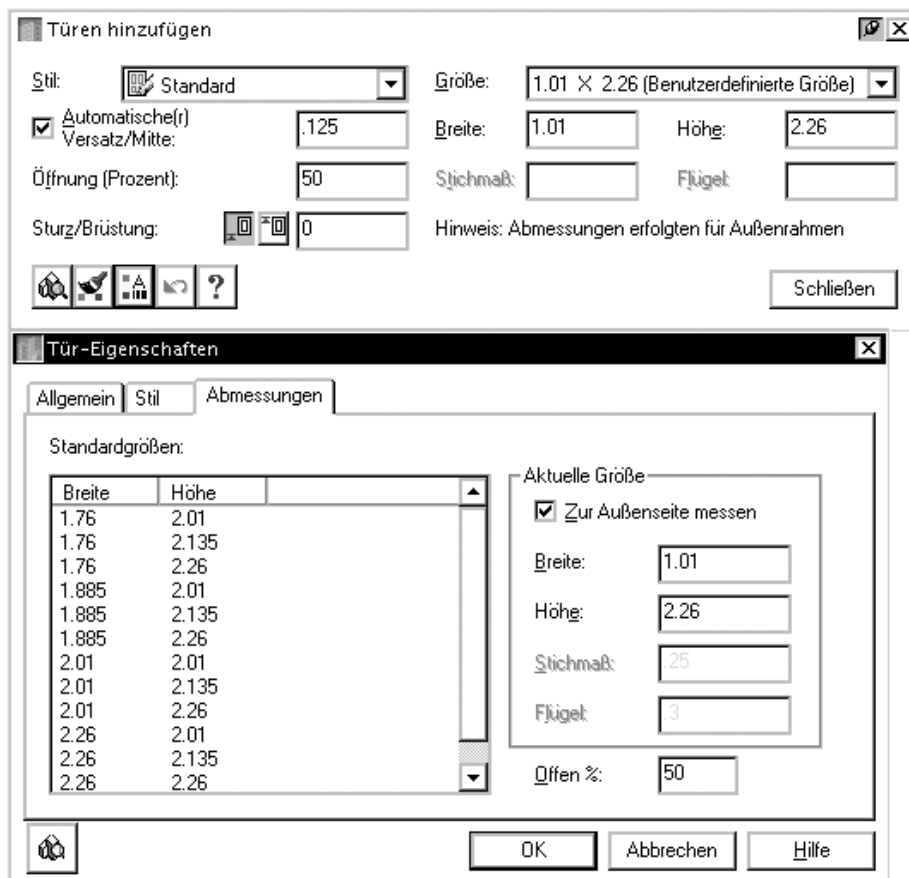 Türen hinzufügen
Stil: Standard Größe: 1.01 X 2.26 (Benutzerdefinierte Größe)
Automatische(r)
Versatz/Mitte: .125 Breite: 1.01 Höhe: 2.26
Öffnung (Prozent): 50 Stichmaß: Flügel:
Sturz/Brüstung: 0 Hinweis: Abmessungen erfolgten für Außenrahmen
? Schließen
Tür-Eigenschaften
Allgemein Stil Abmessungen
Standardgrößen:
Breite Höhe
1.76 2.01
1.76 2.135
1.76 2.26
1.885 2.01
1.885 2.135
1.885 2.26
2.01 2.01
2.01 2.135
2.01 2.26
2.26 2.01
2.26 2.135
2.26 2.26
Aktuelle Größe
Zur Außenseite messen
Breite: 1.01
Höhe: 2.26
Stichmaß: .25
Flügel: .3
Offen %: 50
OK Abbrechen Hilfe